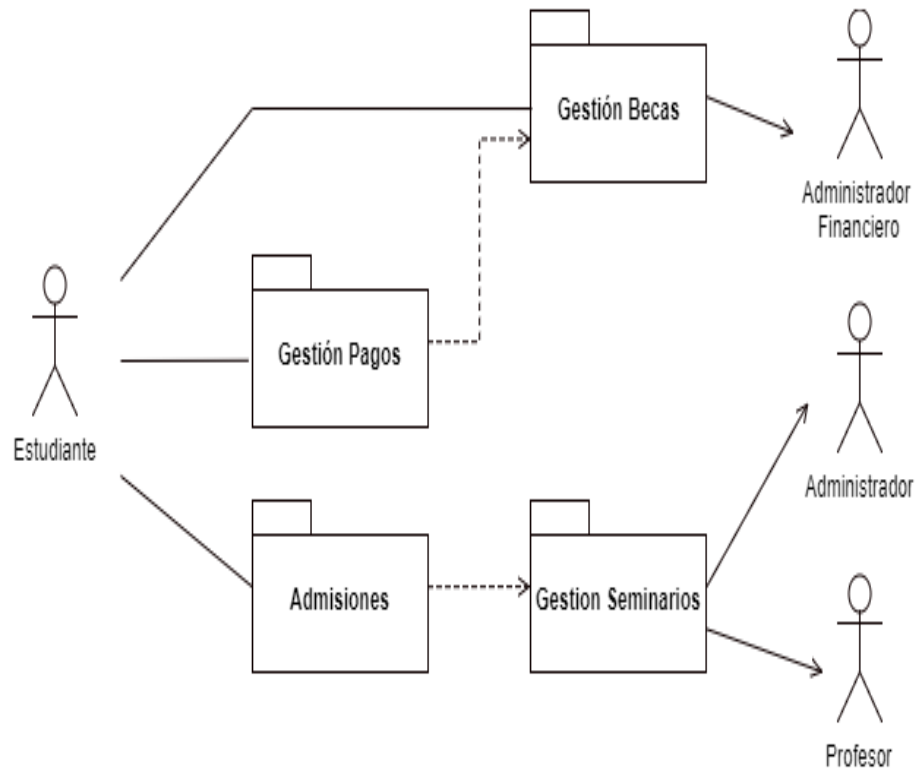 Gestión Becas
Administrador
Financiero
Gestión Pagos
Estudiante
Administrador
Admisiones
Gestion Seminarios
Profesor